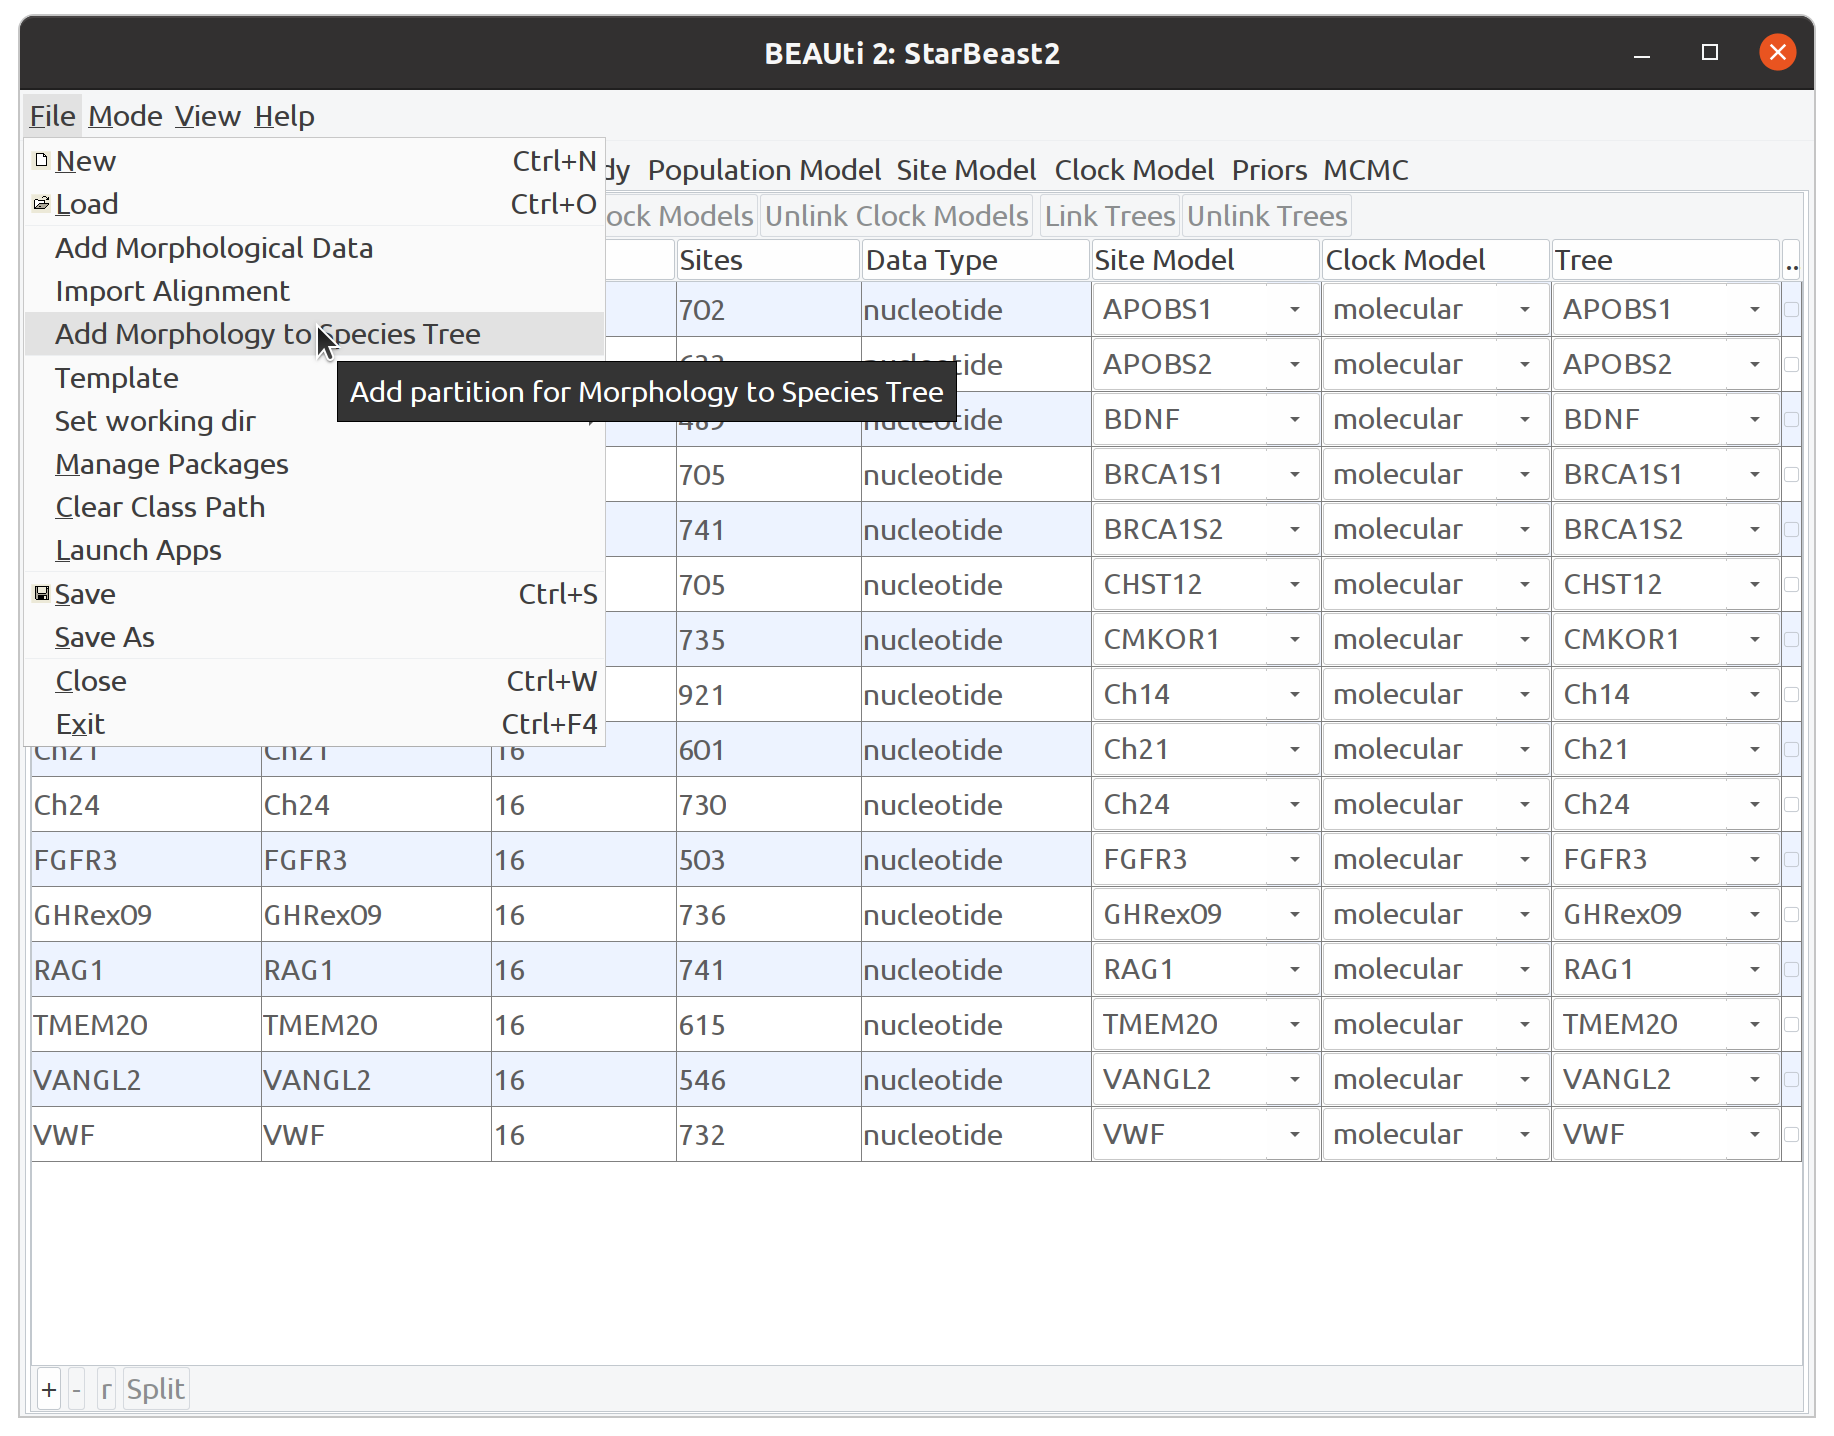 BEAUti 2: StarBeast2
File Mode View Help
New Ctrl+N
Load Ctrl+O
Add Morphological Data
Import Alignment
Add Morphology to Species Tree
Add partition for Morphology to Species Tree
Template
Set working dir
Manage Packages
Clear Class Path
Launch Apps
Save Ctrl+S
Save As
Close Ctrl+W
Exit Ctrl+F4
Population Model Site Model Clock Model Priors MCMC
Models Unlink Clock Models Link Trees Unlink Trees
Sites Data Type Site Model Clock Model Tree ..
702 nucleotide APOBS1 molecular APOBS1
APOBS2 molecular APOBS2
nucleotide BDNF molecular BDNF
705 nucleotide BRCA1S1 molecular BRCA1S1
741 nucleotide BRCA1S2 molecular BRCA1S2
705 nucleotide CHST12 molecular CHST12
735 nucleotide CMKOR1 molecular CMKOR1
921 nucleotide Ch14 molecular Ch14
Ch21 Ch21 16 601 nucleotide Ch21 molecular Ch21
Ch24 Ch24 16 730 nucleotide Ch24 molecular Ch24
FGFR3 FGFR3 16 503 nucleotide FGFR3 molecular FGFR3
GHRex09 GHRex09 16 736 nucleotide GHRex09 molecular GHRex09
RAG1 RAG1 16 741 nucleotide RAG1 molecular RAG1
TMEM20 TMEM20 16 615 nucleotide TMEM20 molecular TMEM20
VANGL2 VANGL2 16 546 nucleotide VANGL2 molecular VANGL2
VWF VWF 16 732 nucleotide VWF molecular VWF
+ - r Split